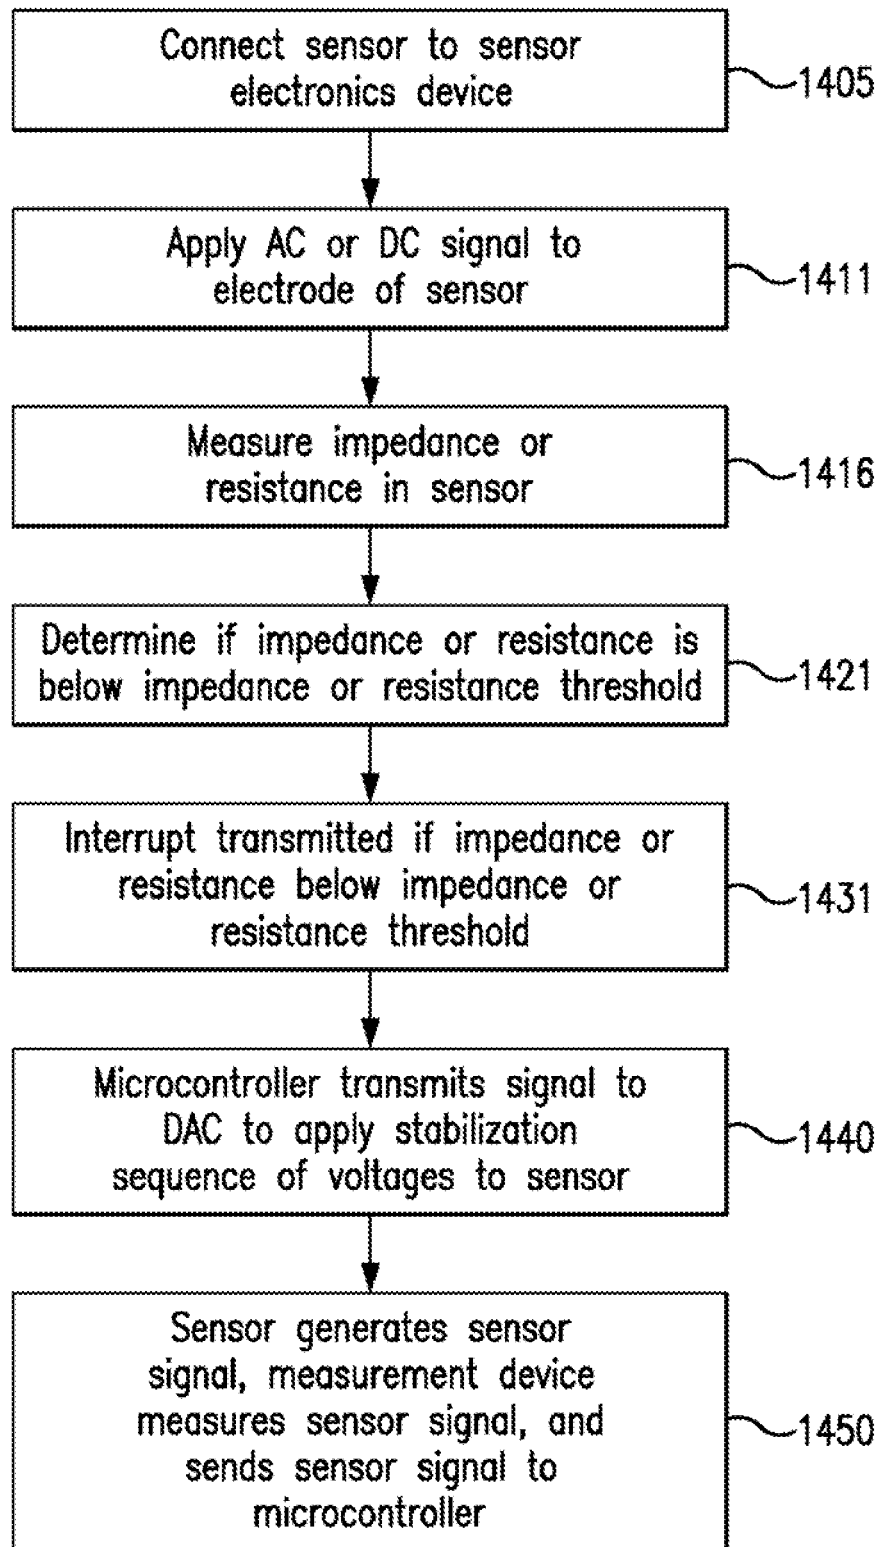 Connect sensor to sensor
electronics device
1405
Apply AC or DC signal to
electrode of sensor
1411
Measure impedance or
resistance in sensor
1416
Determine if impedance or resistance is
below impedance or resistance threshold
1421
Interrupt transmitted if impedance or
resistance below impedance or
resistance threshold
1431
Microcontroller transmits signal to
DAC to apply stabilization
sequence of voltages to sensor
1440
Sensor generates sensor
signal, measurement device
measures sensor signal, and
sends sensor signal to
microcontroller
1450